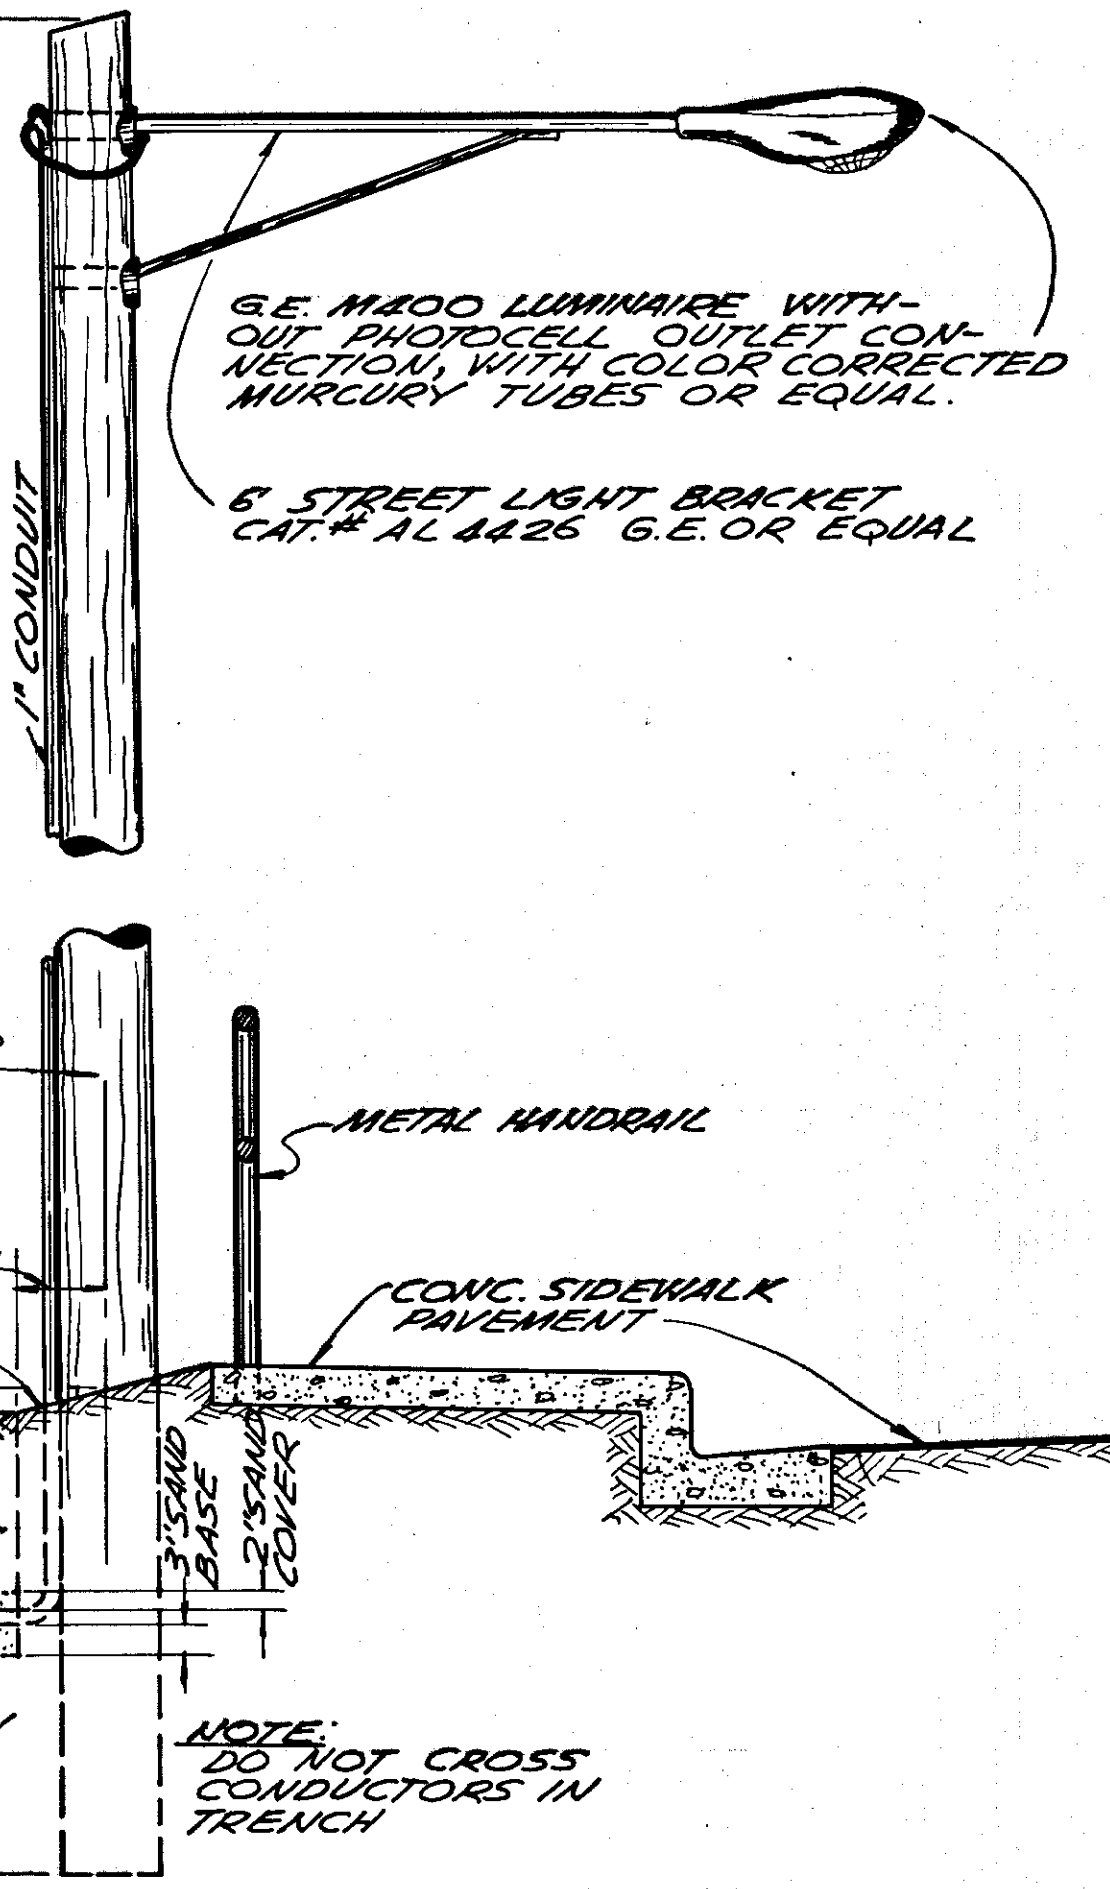 G.E. M400 LUMINAIRE WITH-
OUT PHOTOCELL OUTLET CON-
NECTION, WITH COLOR CORRECTED
MURCURY TUBES OR EQUAL.
6' STREET LIGHT BRACKET
CAT.# AL 4426 G.E. OR EQUAL
1" CONDUIT
METAL HANDRAIL
CONC. SIDEWALK
PAVEMENT
3" SAND
BASE
2" SAND
COVER
NOTE:
DO NOT CROSS
CONDUCTORS IN
TRENCH